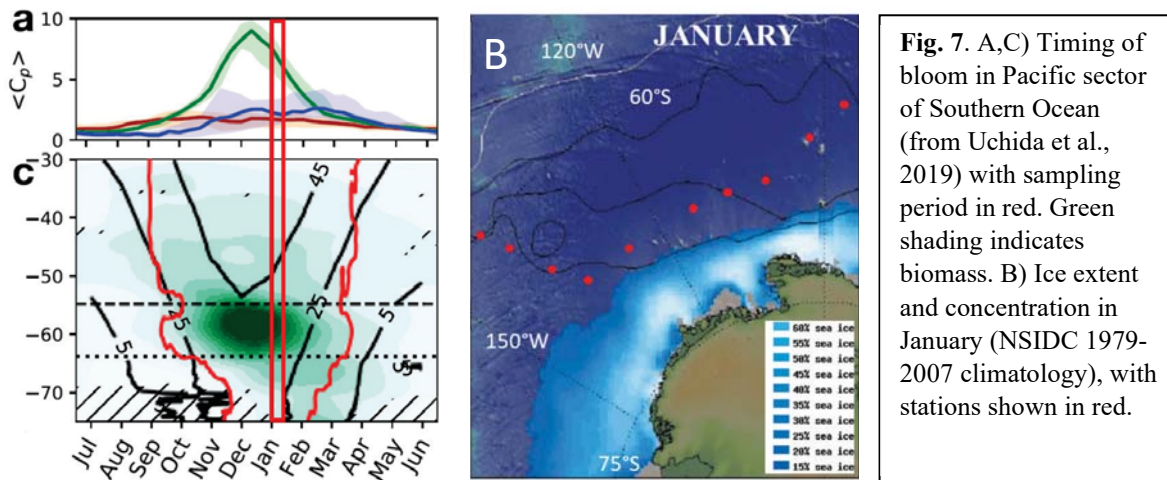 a
10
5
0
<Cp>
c
-30
-40
-50
-60
-70
45
25
25
5
5
5
Jul
Aug
Sep
Oct
Nov
Dec
Jan
Feb
Mar
Apr
May
Jun
B
JANUARY
120°W
60°S
150°W
75°S
60% sea ice
55% sea ice
50% sea ice
45% sea ice
40% sea ice
35% sea ice
30% sea ice
25% sea ice
20% sea ice
15% sea ice
Fig. 7. A,C) Timing of
bloom in Pacific sector
of Southern Ocean
(from Uchida et al.,
2019) with sampling
period in red. Green
shading indicates
biomass. B) Ice extent
and concentration in
January (NSIDC 1979-
2007 climatology), with
stations shown in red.